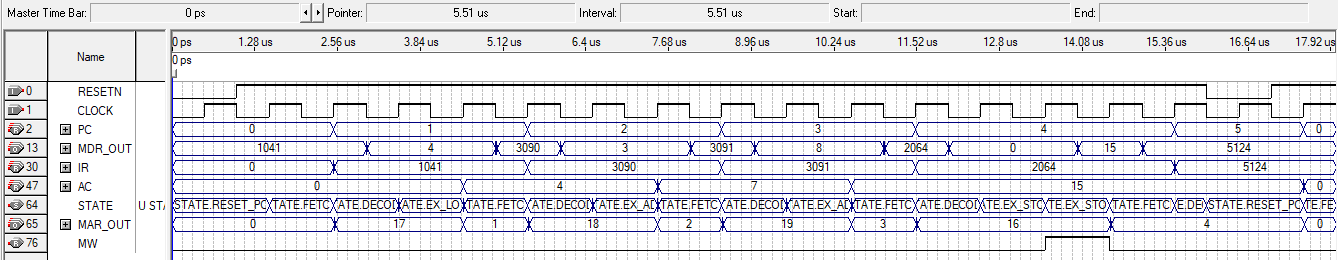 Master Time Bar: 0 ps Pointer: 5.51 us Interval: 5.51 us Start: End:
Name
0 ps 1.28 us 2.56 us 3.84 us 5.12 us 6.4 us 7.68 us 8.96 us 10.24 us 11.52 us 12.8 us 14.08 us 15.36 us 16.64 us 17.92 us
0 ps
0 RESETN
1 CLOCK
2 PC 0 1 2 3 4 5 0
13 MDR_OUT 1041 4 3090 3 3091 8 2064 0 15 5124
30 IR 0 1041 3090 3091 2064 5124
47 AC 0 4 7 15 0
64 STATE U STA STATE.RESET_PC TATE.FETC ATE.DECOD ATE.EX_LO TATE.FETC ATE.DECOD ATE.EX_AD TATE.FETC ATE.DECOD ATE.EX_AD TATE.FETC ATE.DECOD ATE.EX_STO TE.EX_STO TATE.FETC E.DE STATE.RESET_PC TE.FE
65 MAR_OUT 0 17 1 18 2 19 3 16 4 0
76 MW